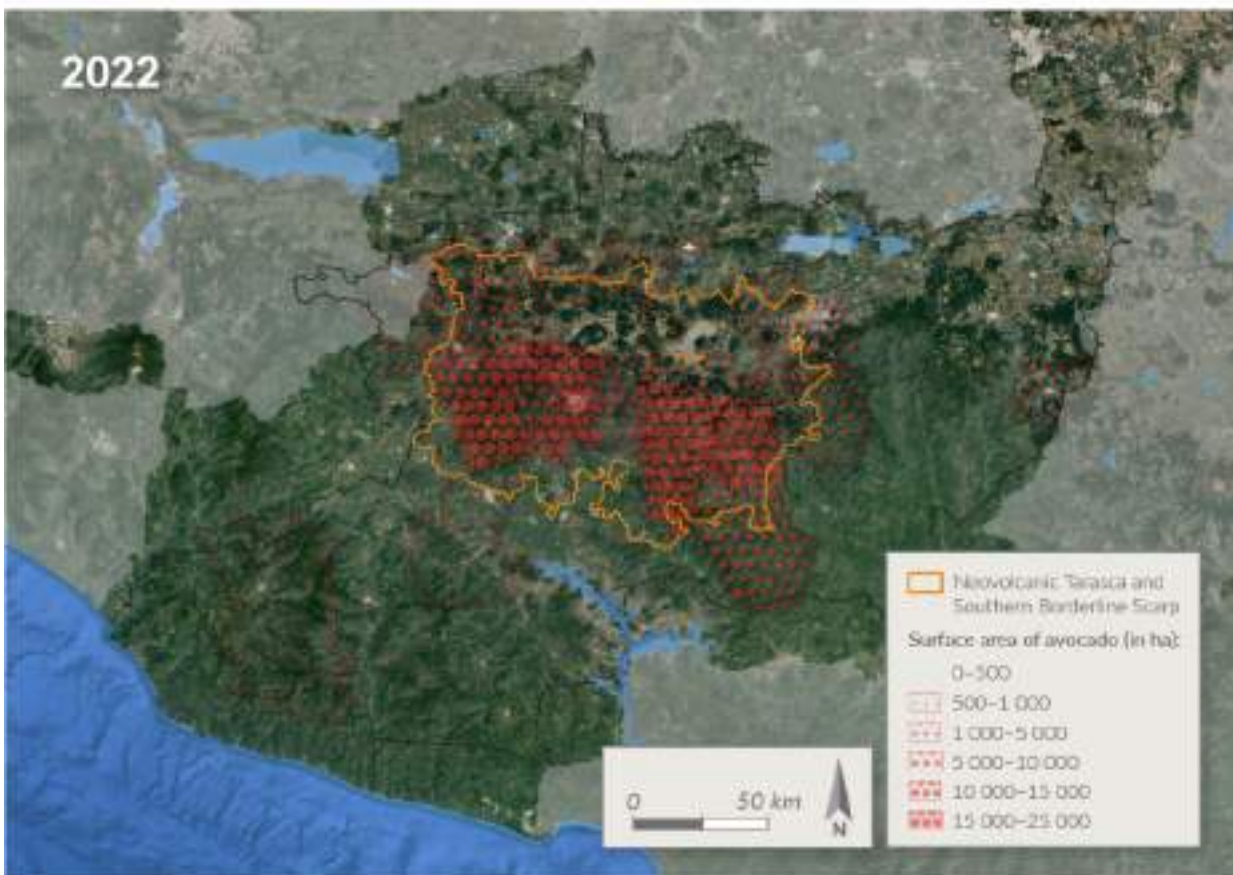 2022
Neovolcanic Tarasca and
Southern Borderline Scarp
Surface area of avocado (in ha):
0–500
500–1 000
1 000–5 000
5 000–10 000
10 000–15 000
15 000–25 000
0 50 km
N